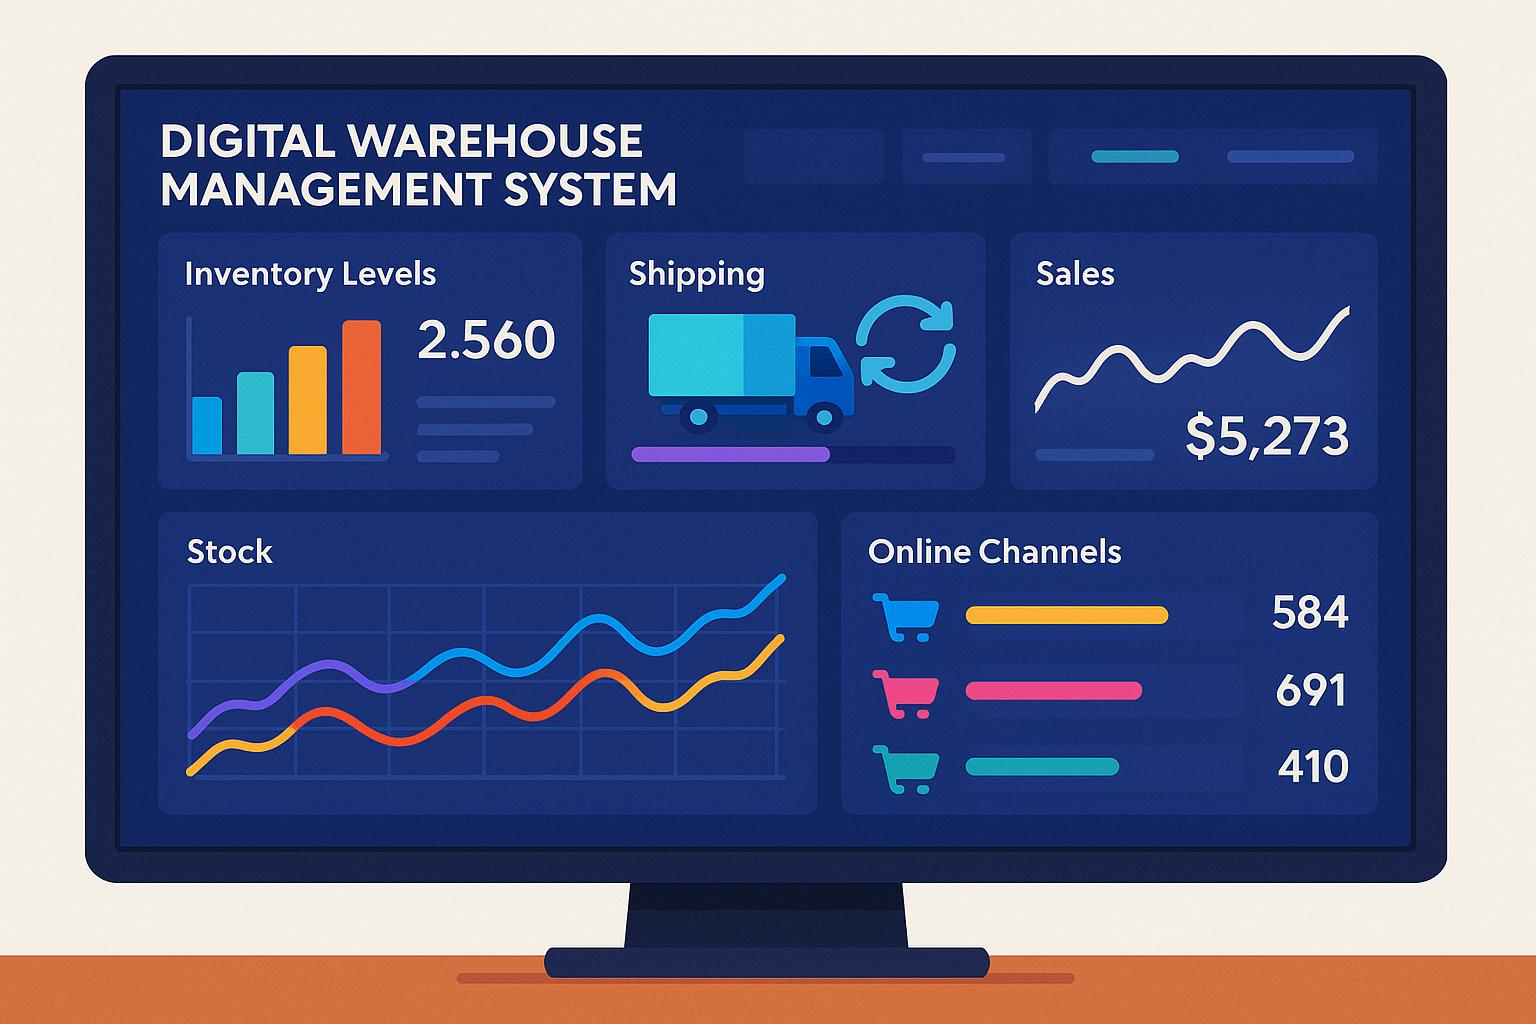 DIGITAL WAREHOUSE
MANAGEMENT SYSTEM
Inventory Levels
2.560
Shipping
Sales
$5,273
Stock
Online Channels
584
691
410